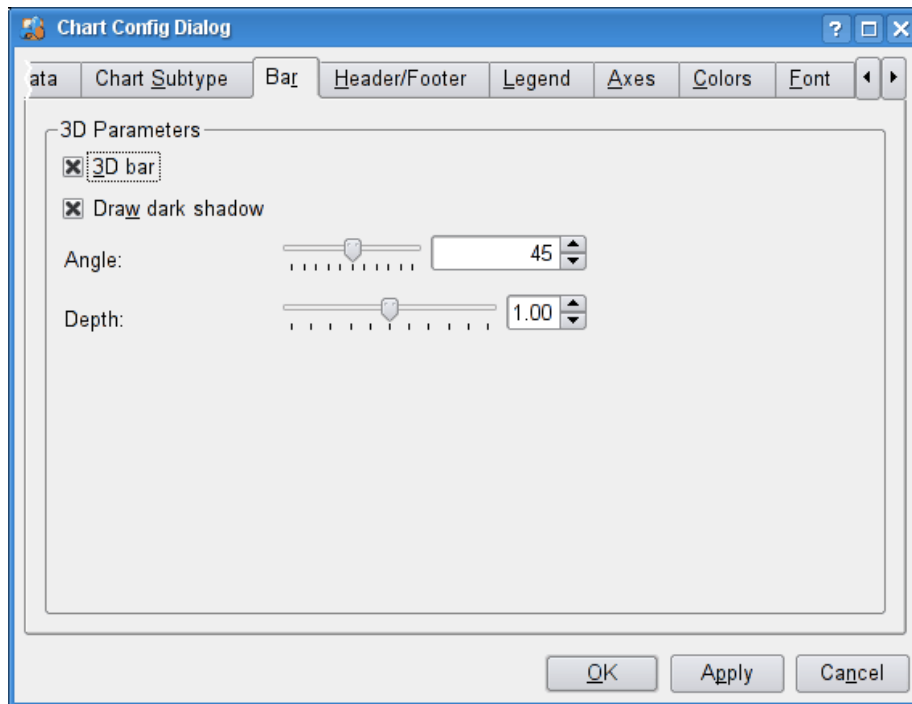 Chart Config Dialog
ata Chart Subtype Bar Header/Footer Legend Axes Colors Font
3D Parameters
3D bar
Draw dark shadow
Angle: 45
Depth: 1.00
OK Apply Cancel